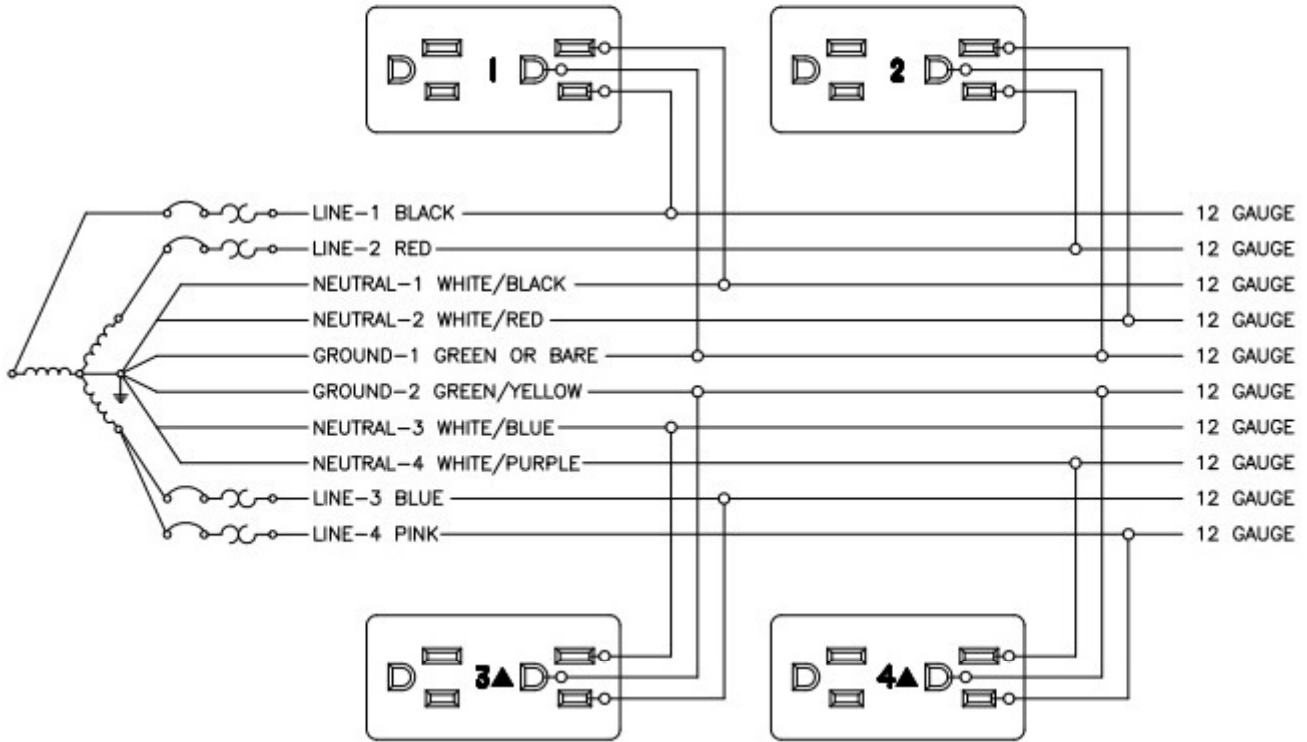 1
2
LINE-1 BLACK 12 GAUGE
LINE-2 RED 12 GAUGE
NEUTRAL-1 WHITE/BLACK 12 GAUGE
NEUTRAL-2 WHITE/RED 12 GAUGE
GROUND-1 GREEN OR BARE 12 GAUGE
GROUND-2 GREEN/YELLOW 12 GAUGE
NEUTRAL-3 WHITE/BLUE 12 GAUGE
NEUTRAL-4 WHITE/PURPLE 12 GAUGE
LINE-3 BLUE 12 GAUGE
LINE-4 PINK 12 GAUGE
3▲
4▲